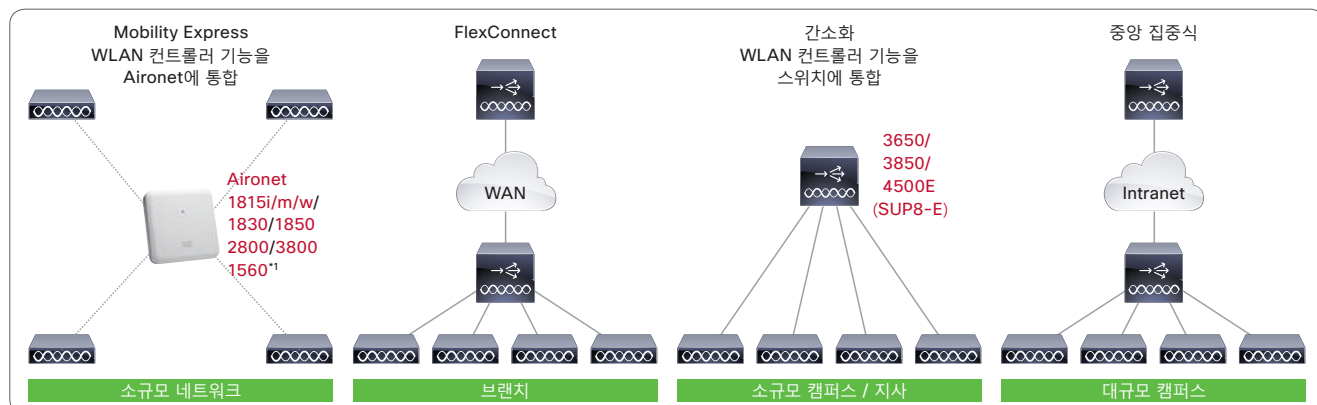 Mobility Express
WLAN 컨트롤러 기능을
Aironet에 통합
Aironet
1815i/m/w/
1830/1850
2800/3800
1560*1
소규모 네트워크
FlexConnect
WAN
브랜치
간소화
WLAN 컨트롤러 기능을
스위치에 통합
3650/
3850/
4500E
(SUP8-E)
소규모 캠퍼스 / 지사
중앙 집중식
Intranet
대규모 캠퍼스